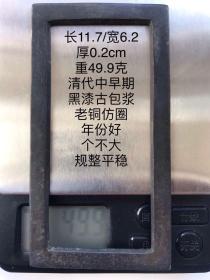 长11.7/宽6.2
厚0.2cm
重49.9克
清代中早期
黑漆古包浆
老铜仿圈
年份好
个不大
规整平稳
499